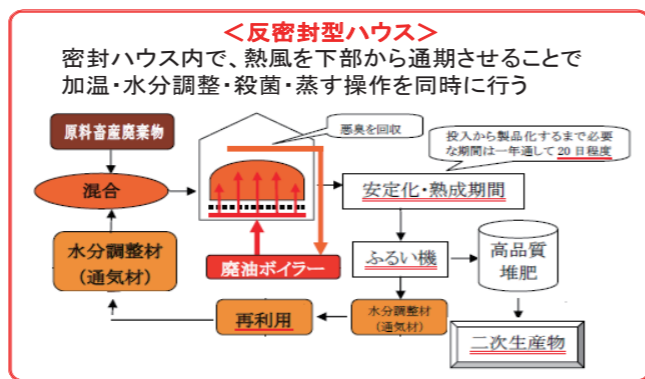 ＜反密封型ハウス＞
密封ハウス内で、熱風を下部から通期させることで
加温・水分調整・殺菌・蒸す操作を同時に行う
原料畜産廃棄物
悪臭を回収
投入から製品化するまで必要
な期間は一年通して20日程度
混合
安定化・熟成期間
水分調整材
（通気材）
廃油ボイラー
ふるい機
高品質
堆肥
再利用
水分調整材
（通気材）
二次生産物